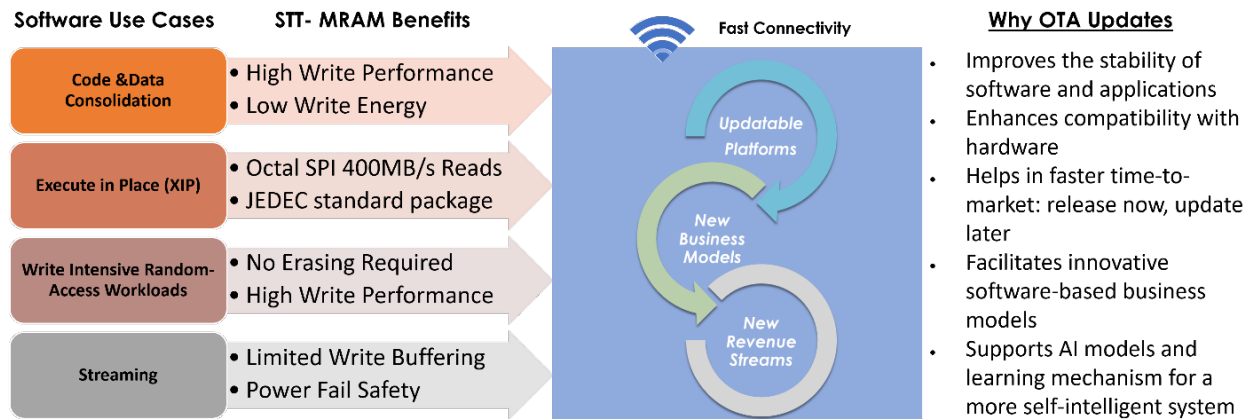 Software Use Cases
STT- MRAM Benefits
Code &Data
Consolidation
• High Write Performance
• Low Write Energy
Execute in Place (XIP)
• Octal SPI 400MB/s Reads
• JEDEC standard package
Write Intensive Random-
Access Workloads
• No Erasing Required
• High Write Performance
Streaming
• Limited Write Buffering
• Power Fail Safety
Fast Connectivity
Updatable
Platforms
New
Business
Models
New
Revenue
Streams
Why OTA Updates
• Improves the stability of
software and applications
• Enhances compatibility with
hardware
• Helps in faster time-to-
market: release now, update
later
• Facilitates innovative
software-based business
models
• Supports AI models and
learning mechanism for a
more self-intelligent system